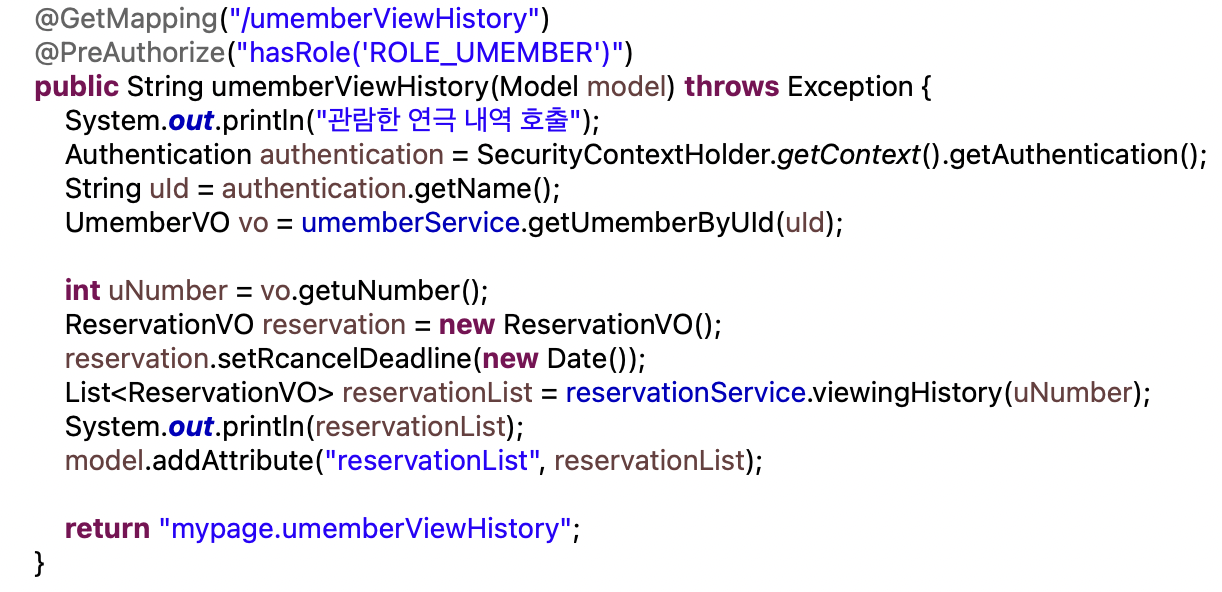 @GetMapping("/umemberViewHistory")
@PreAuthorize("hasRole('ROLE_UMEMBER')")
public String umemberViewHistory(Model model) throws Exception {
System.out.println("관람한 연극 내역 호출");
Authentication authentication = SecurityContextHolder.getContext().getAuthentication();
String uId = authentication.getName();
UmemberVO vo = umemberService.getUmemberByUId(uId);
int uNumber = vo.getuNumber();
ReservationVO reservation = new ReservationVO();
reservation.setRcancelDeadline(new Date());
List<ReservationVO> reservationList = reservationService.viewingHistory(uNumber);
System.out.println(reservationList);
model.addAttribute("reservationList", reservationList);
return "mypage.umemberViewHistory";
}